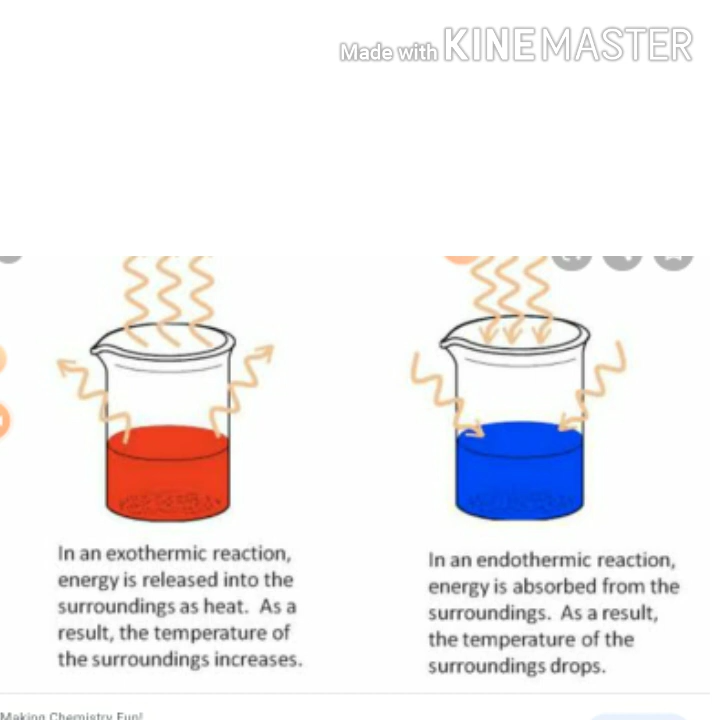 Made with KINEMASTER
In an exothermic reaction,
energy is released into the
surroundings as heat.  As a
result, the temperature of
the surroundings increases.
In an endothermic reaction,
energy is absorbed from the
surroundings.  As a result,
the temperature of the
surroundings drops.
Making Chemistry Fun!